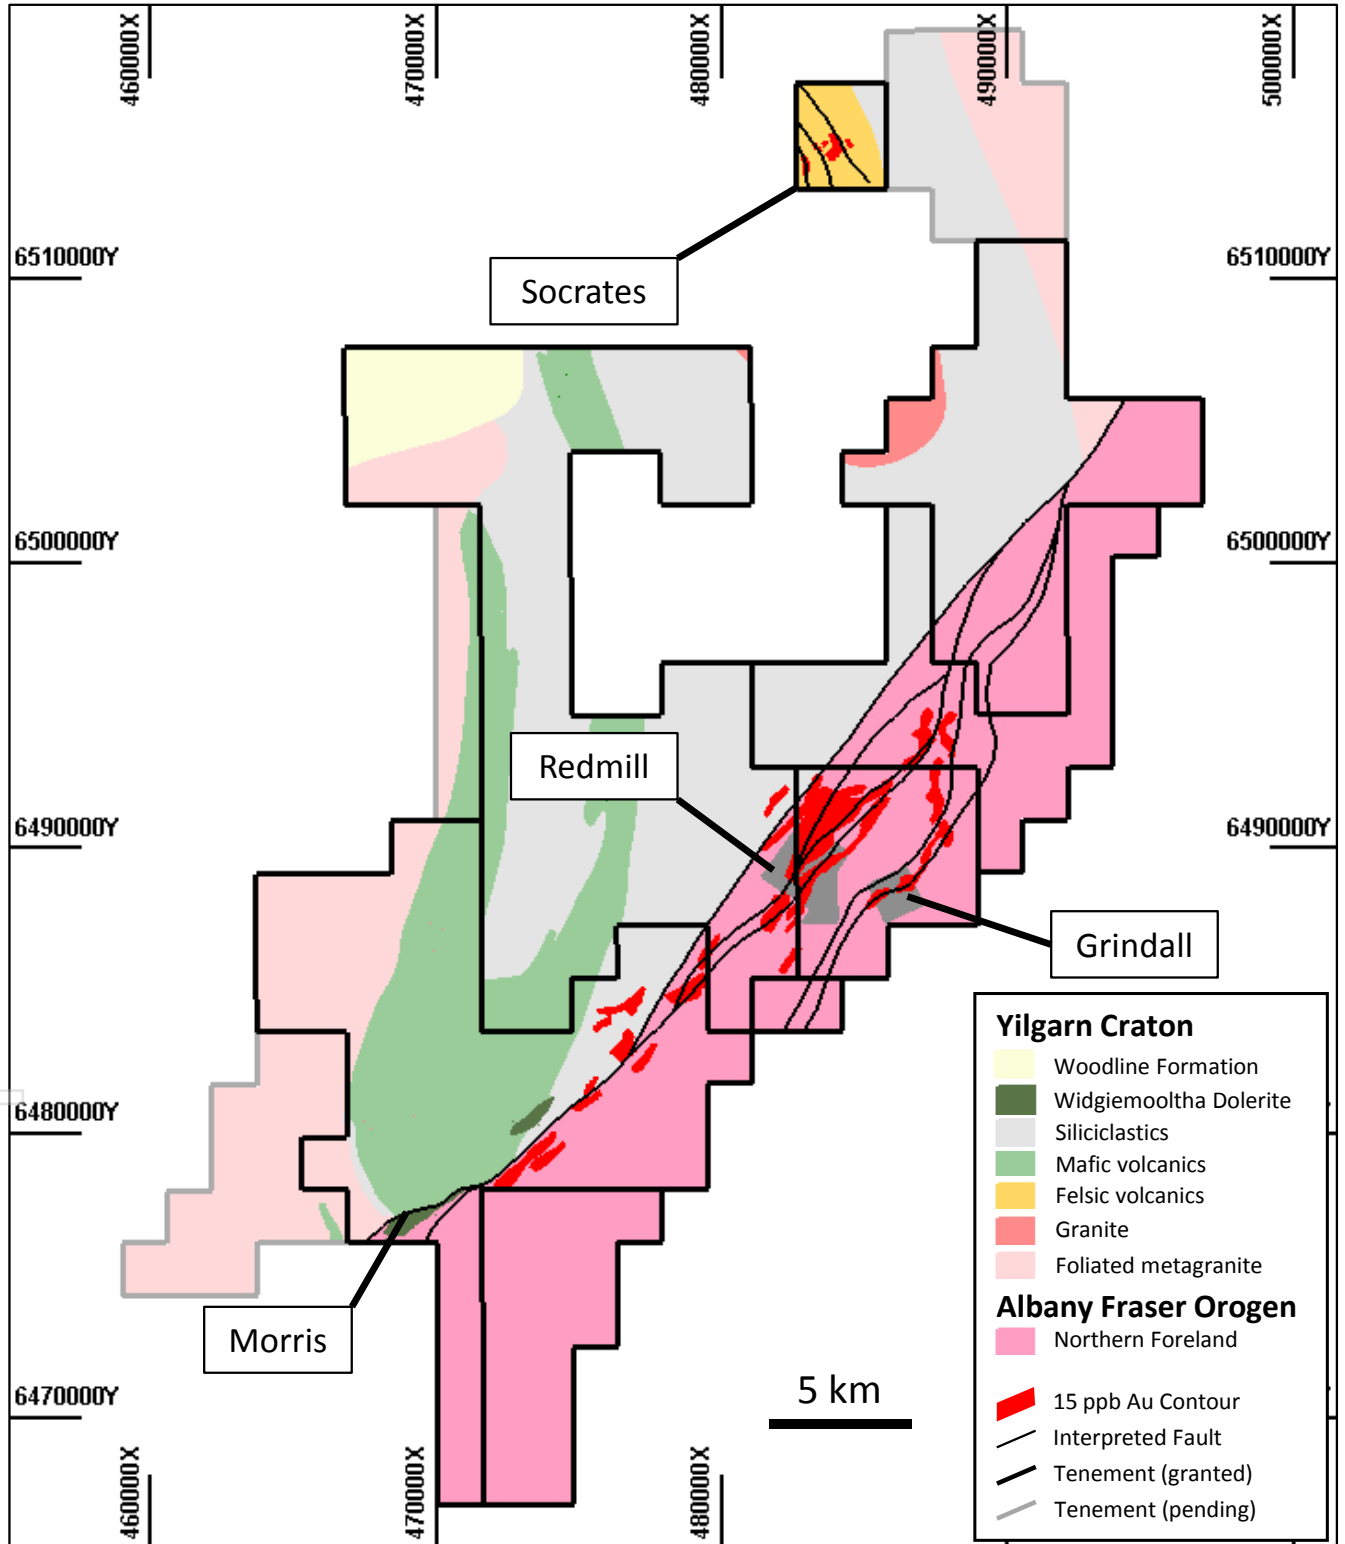 460000X
470000X
480000X
490000X
500000X
6510000Y
6510000Y
Socrates
6500000Y
6500000Y
Redmill
6490000Y
6490000Y
Grindall
6480000Y
Morris
6470000Y
5 km
460000X
470000X
480000X
Yilgarn Craton
Woodline Formation
Widgiemooltha Dolerite
Siliciclastics
Mafic volcanics
Felsic volcanics
Granite
Foliated metagranite
Albany Fraser Orogen
Northern Foreland
15 ppb Au Contour
Interpreted Fault
Tenement (granted)
Tenement (pending)